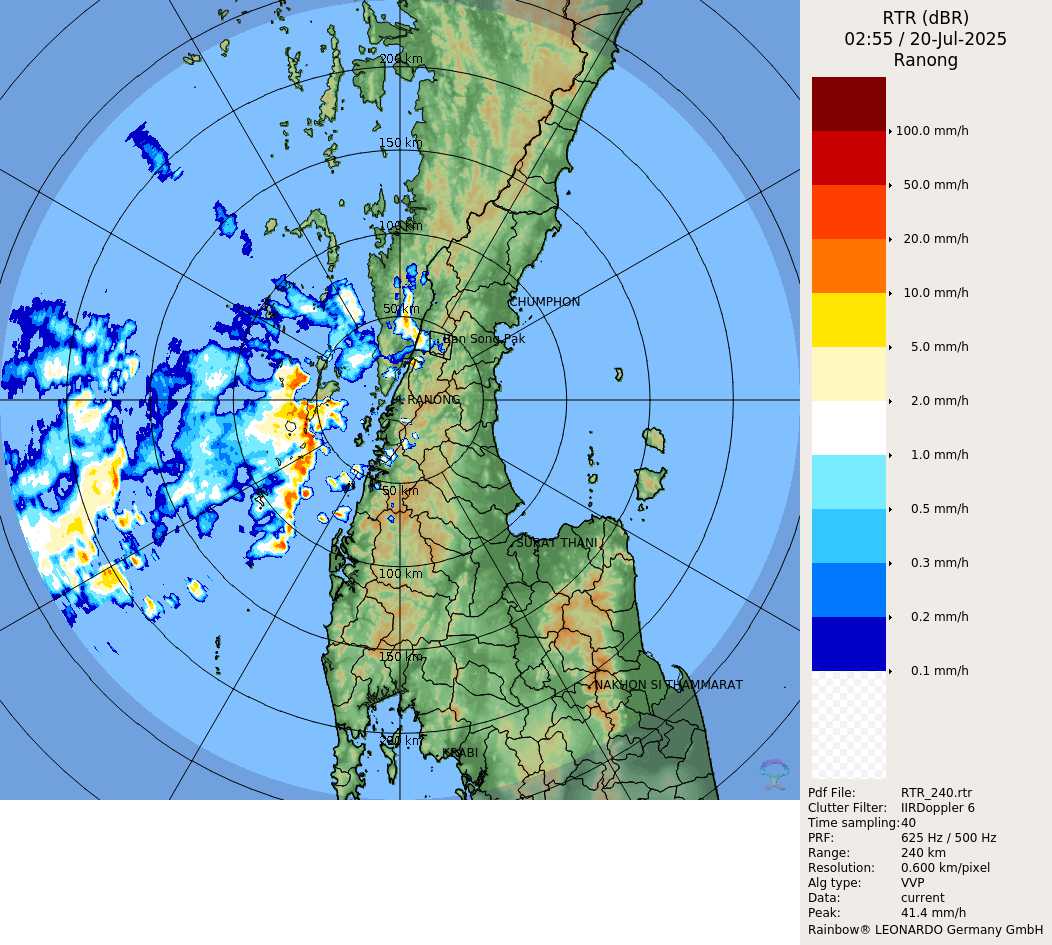 RTR (dBR)
02:55 / 20-Jul-2025
Ranong
100.0 mm/h
50.0 mm/h
20.0 mm/h
10.0 mm/h
5.0 mm/h
2.0 mm/h
1.0 mm/h
0.5 mm/h
0.3 mm/h
0.2 mm/h
0.1 mm/h
200 km
150 km
100 km
50 km
CHUMPHON
Ban Song Pak
RANONG
50 km
SURAT THANI
100 km
150 km
NAKHON SI THAMMARAT
200 km
KRABI
Pdf File: RTR_240.rtr
Clutter Filter: IIRDoppler 6
Time sampling:40
PRF: 625 Hz / 500 Hz
Range: 240 km
Resolution: 0.600 km/pixel
Alg type: VVP
Data: current
Peak: 41.4 mm/h
Rainbow® LEONARDO Germany GmbH